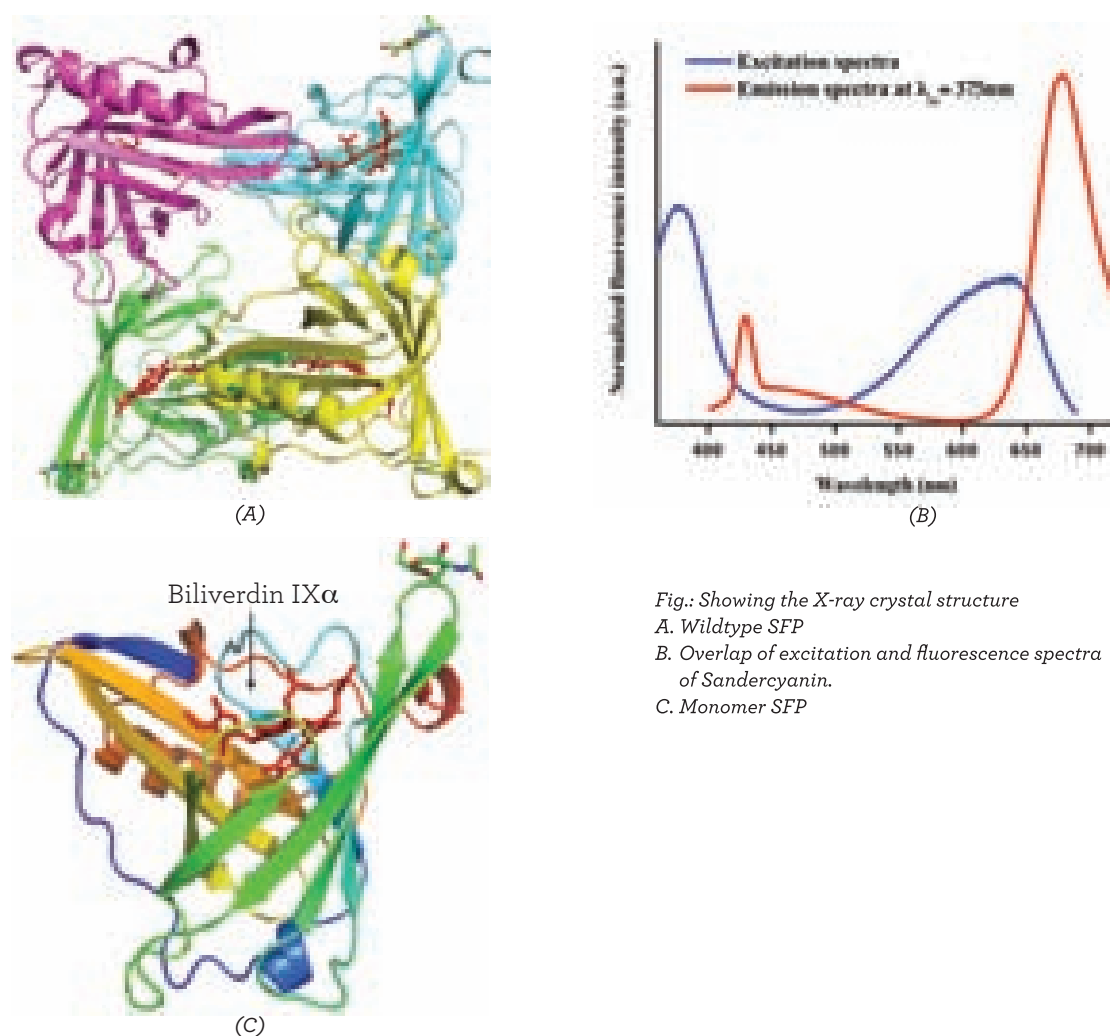 (A)
Normalized fluorescence intensity (a.u.)
Excitation spectra
Emission spectra at λ = 375nm
400 450 500 550 600 650 700
Wavelength (nm)
(B)
Biliverdin IXα
(C)
Fig.: Showing the X-ray crystal structure
A. Wildtype SFP
B. Overlap of excitation and fluorescence spectra
of Sandercyanin.
C. Monomer SFP